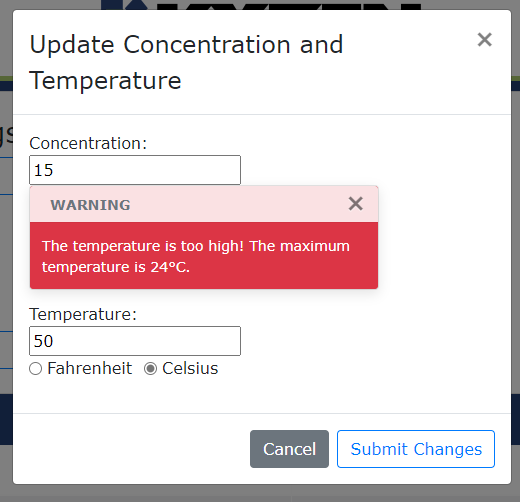 Update Concentration and
Temperature
×
Concentration:
15
WARNING
×
The temperature is too high! The maximum
temperature is 24°C.
Temperature:
50
Fahrenheit
Celsius
Cancel
Submit Changes